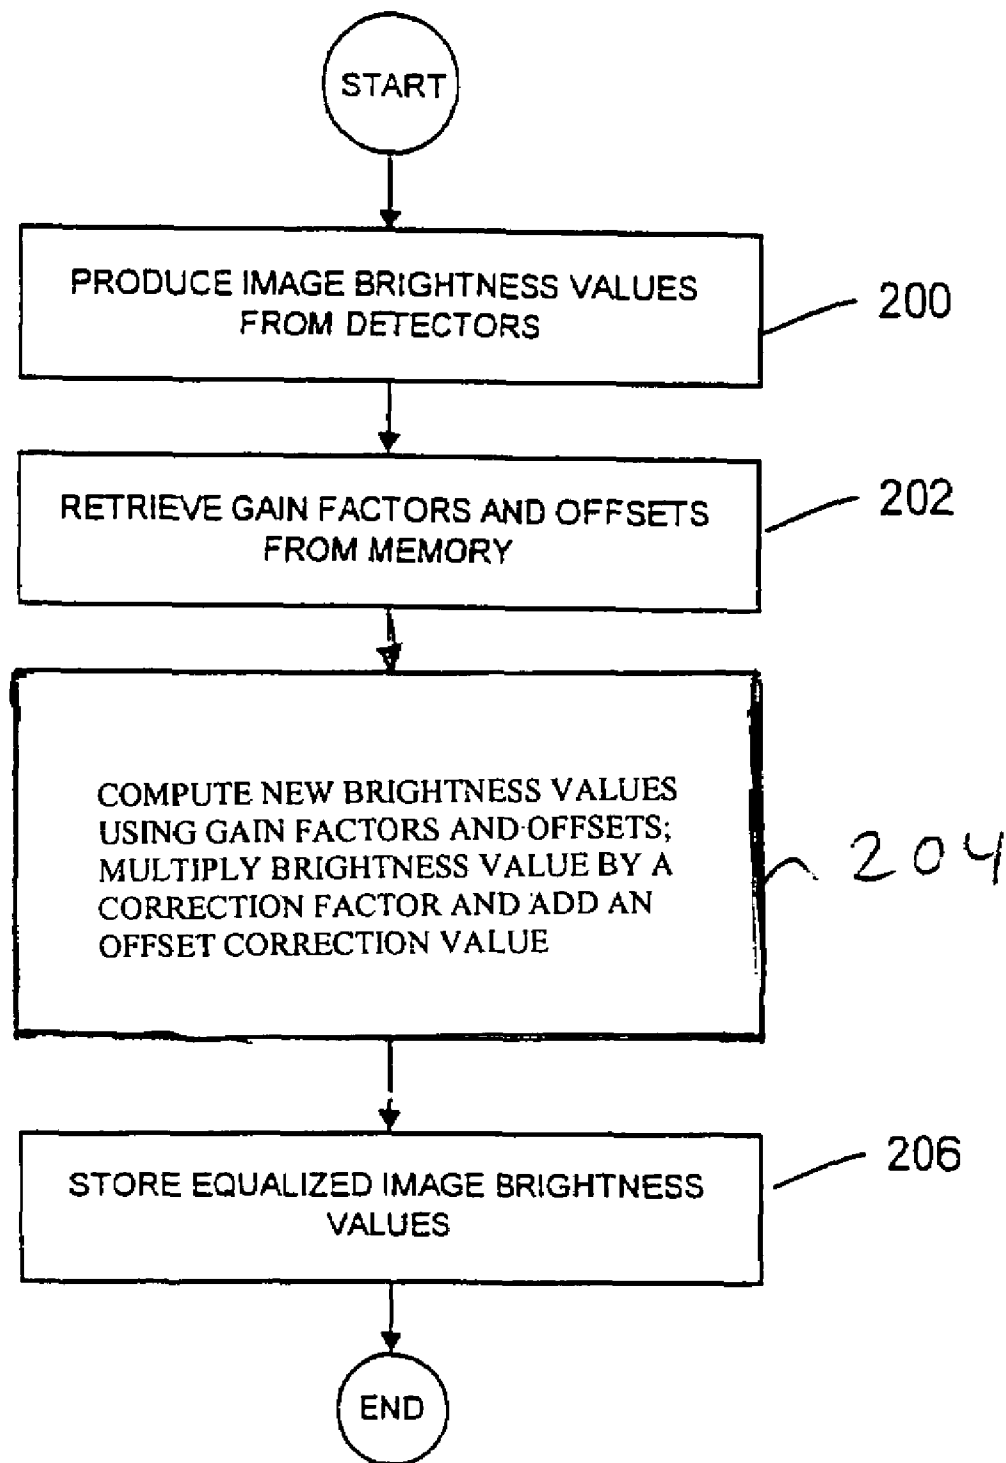 START
PRODUCE IMAGE BRIGHTNESS VALUES
FROM DETECTORS
200
RETRIEVE GAIN FACTORS AND OFFSETS
FROM MEMORY
202
COMPUTE NEW BRIGHTNESS VALUES
USING GAIN FACTORS AND OFFSETS;
MULTIPLY BRIGHTNESS VALUE BY A
CORRECTION FACTOR AND ADD AN
OFFSET CORRECTION VALUE
204
STORE EQUALIZED IMAGE BRIGHTNESS
VALUES
206
END